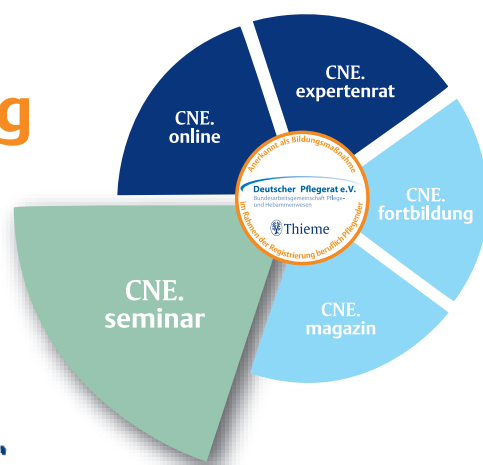 g
CNE.
expertenrat
CNE.
online
Anerkannt als Bildungsmaßnahme
Deutscher Pflegerat e.V.
Bundesarbeitsgemeinschaft Pflege-
und Hebammenwesen
Thieme
im Rahmen der Registrierung beruflich Pflegender
CNE.
fortbildung
CNE.
seminar
CNE.
magazin